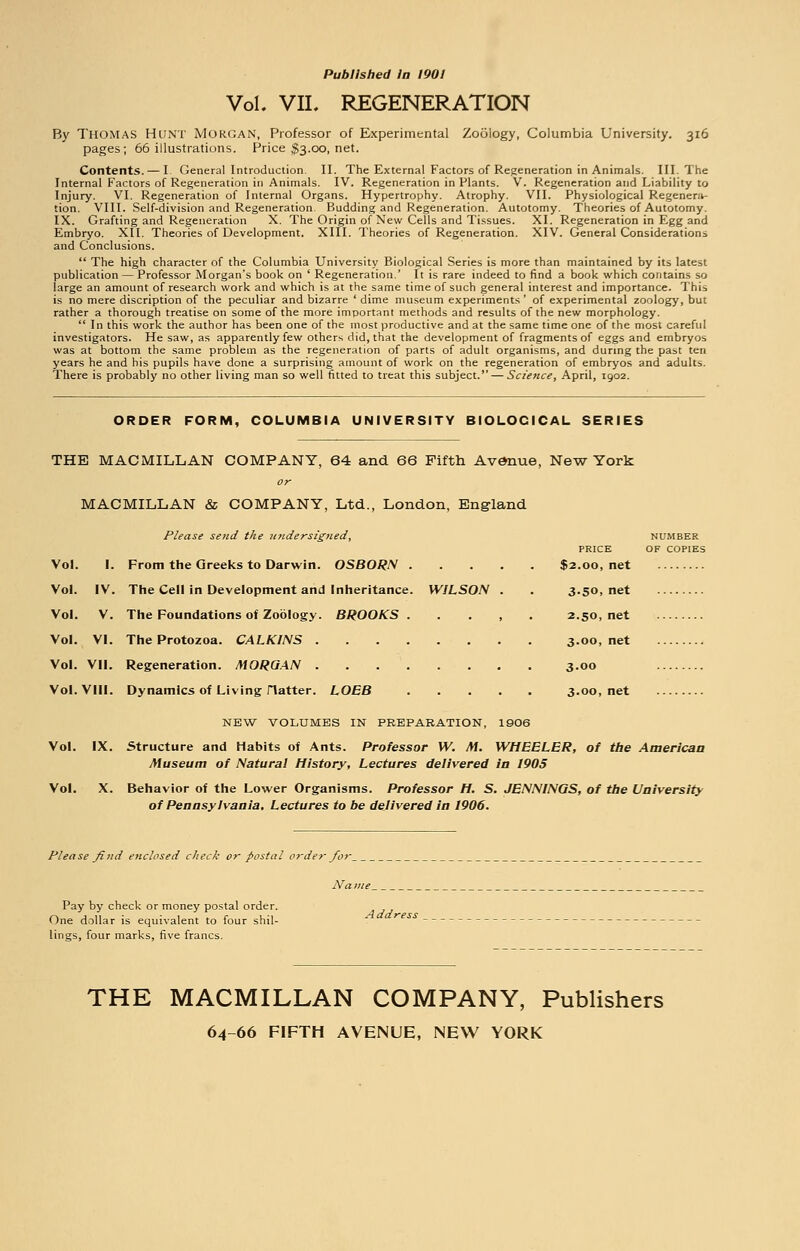 Published in 1901
Vol. VII. REGENERATION
By THOMAS HUNT MORGAN, Professor of Experimental Zoölogy, Columbia University. 316
pages; 66 illustrations. Price $3.00, net.
Contents. — I. General Introduction. II. The External Factors of Regeneration in Animals. III. The
Internal Factors of Regeneration in Animals. IV. Regeneration in Plants. V. Regeneration and Liability to
Injury. VI. Regeneration of Internal Organs. Hypertrophy. Atrophy. VII. Physiological Regenera-
tion. VIII. Self-division and Regeneration. Budding and Regeneration. Autotomy. Theories of Autotomy.
IX. Grafting and Regeneration X. The Origin of New Cells and Tissues. XI. Regeneration in Egg and
Embryo. XII. Theories of Development. XIII. Theories of Regeneration. XIV. General Considerations
and Conclusions.
" The high character of the Columbia University Biological Series is more than maintained by its latest
publication — Professor Morgan's book on ' Regeneration.' It is rare indeed to find a book which contains so
large an amount of research work and which is at the same time of such general interest and importance. This
is no mere discription of the peculiar and bizarre ' dime museum experiments' of experimental zoology, but
rather a thorough treatise on some of the more important methods and results of the new morphology.
" In this work the author has been one of the most productive and at the same time one of the most careful
investigators. He saw, as apparently few others did, that the development of fragments of eggs and embryos
was at bottom the same problem as the regeneration of parts of adult organisms, and during the past ten
years he and his pupils have done a surprising amount of work on the regeneration of embryos and adults.
There is probably no other living man so well fitted to treat this subject." — Science, April, 1902.
ORDER FORM, COLUMBIA UNIVERSITY BIOLOGICAL SERIES
THE MACMILLAN COMPANY, 64 and 66 Fifth Avenue, New York
or
MACMILLAN & COMPANY, Ltd., London, England
Please send the undersigned, NUMBER
PRICE OF COPIES
Vol. I. From the Greeks to Darwin. OSBORN . . . . . $2.00, net ........
Vol. IV. The Cell in Development and Inheritance. WILSON . . 3.50, net ........
Vol. V. The Foundations of Zoölogy. BROOKS . . . , . 2.50, net ........
Vol. VI. The Protozoa. CALKINS . . . . . . . . 3.00, net ........
Vol. VII. Regeneration. MORGAN . . . . . . . . 3.00 ........
Vol. VIII. Dynamics of Living Matter. LOEB . . . . . 3.00, net ........
NEW VOLUMES IN PREPARATION, 1906
Vol. IX. Structure and Habits of Ants. Professor W. M. WHEELER, of the American
Museum of Natural History, Lectures delivered in 1905
Vol. X. Behavior of the Lower Organisms. Professor H. S. JENNINGS, of the University
of Pennsylvania, Lectures to be delivered in 1906.
Please find enclosed check or postal order for
Name
Pay by check or money postal order.
One dollar is equivalent to four shil-
lings, four marks, five francs.
Address
THE MACMILLAN COMPANY, Publishers
64-66 FIFTH AVENUE, NEW YORK